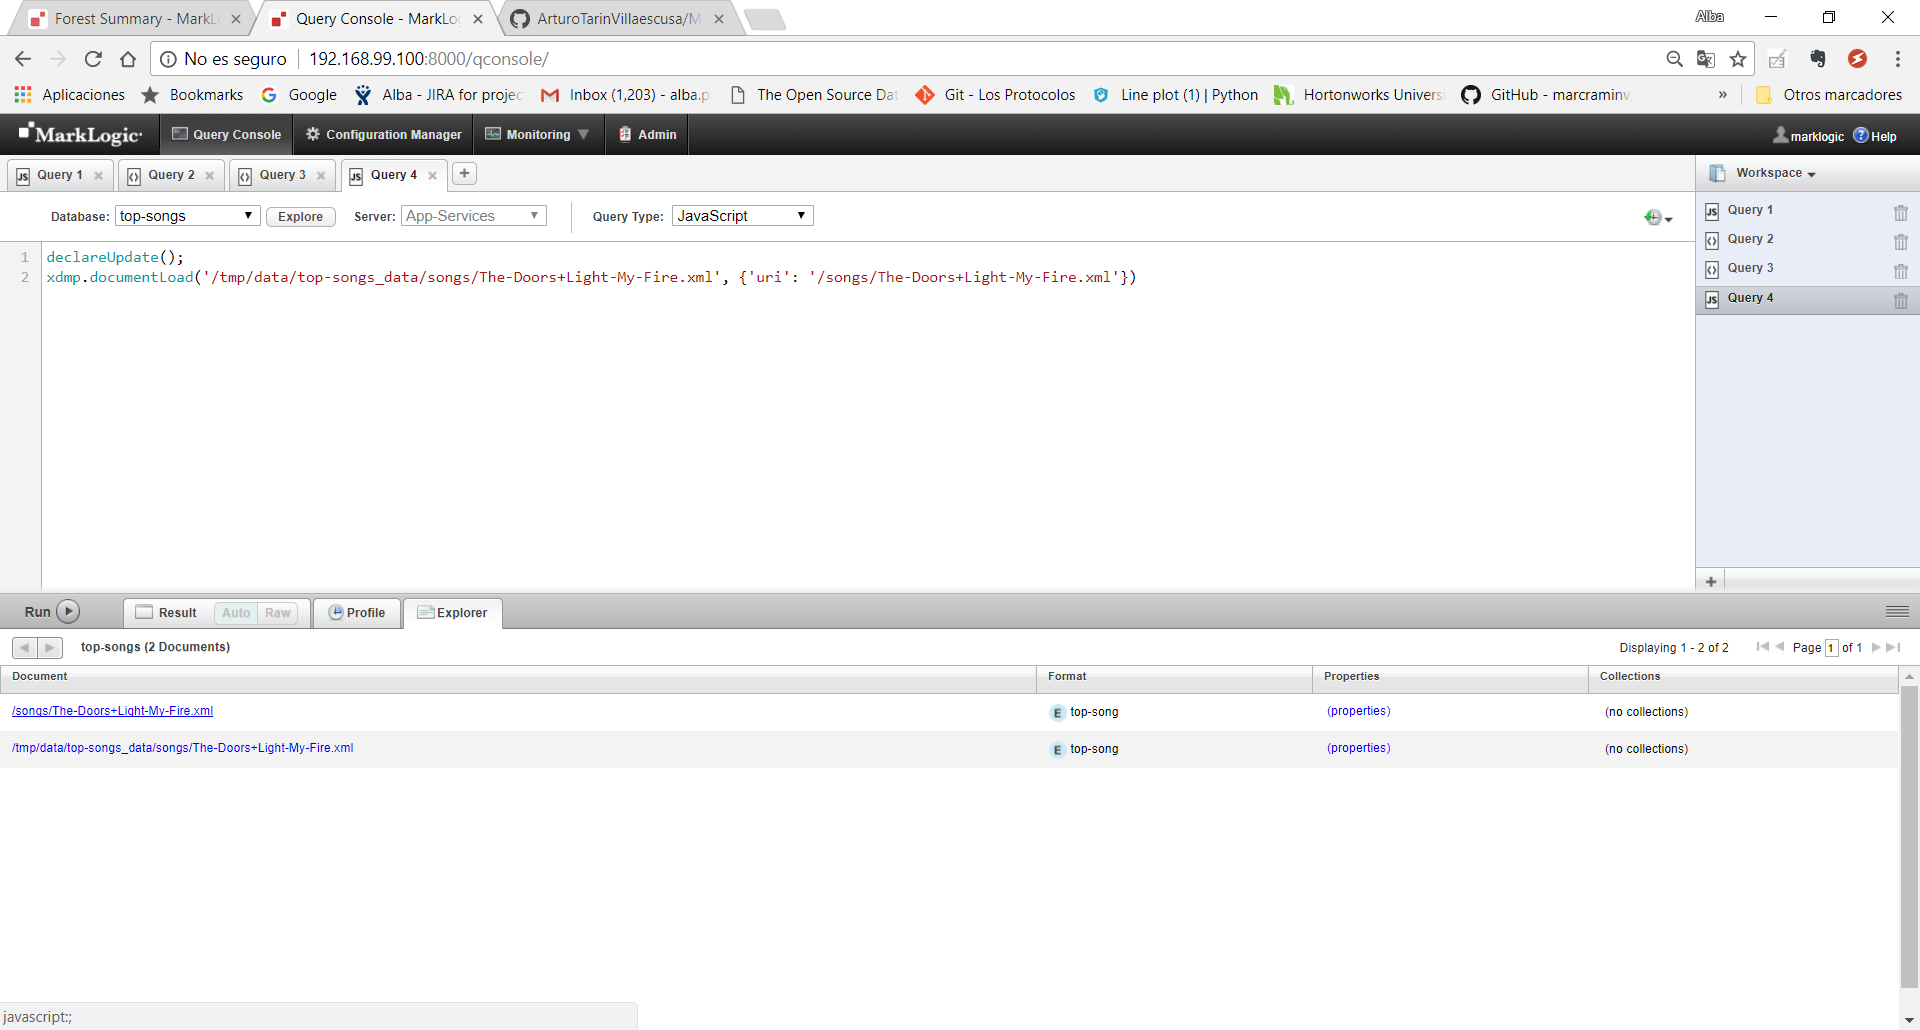 Forest Summary - MarkL
Query Console - MarkLo
ArturoTarinVillaescusa/M
Alba
No es seguro
192.168.99.100:8000/qconsole/
Aplicaciones
Bookmarks
Google
Alba - JIRA for projec
Inbox (1,203) - alba.p
The Open Source Dat
Git - Los Protocolos
Line plot (1) | Python
Hortonworks Universi
GitHub - marcraminv
»
Otros marcadores
MarkLogic
Query Console
Configuration Manager
Monitoring
Admin
marklogic
Help
Query 1
Query 2
Query 3
Query 4
Workspace
Database: top-songs Explore Server: App-Services Query Type: JavaScript
1 declareUpdate();
2 xdmp.documentLoad('/tmp/data/top-songs_data/songs/The-Doors+Light-My-Fire.xml', {'uri': '/songs/The-Doors+Light-My-Fire.xml'})
Query 1
Query 2
Query 3
Query 4
Run
Result
Auto
Raw
Profile
Explorer
top-songs (2 Documents)
Displaying 1 - 2 of 2
Page 1 of 1
Document Format Properties Collections
/songs/The-Doors+Light-My-Fire.xml E top-song (properties) (no collections)
/tmp/data/top-songs_data/songs/The-Doors+Light-My-Fire.xml E top-song (properties) (no collections)
javascript:;